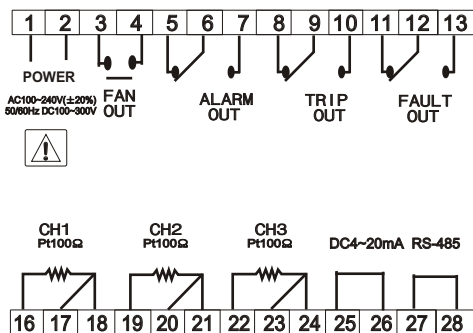 1 2 3 4 5 6 7 8 9 10 11 12 13
POWER
AC100~240V(±20%)
50/60Hz DC100~300V
FAN
OUT
ALARM
OUT
TRIP
OUT
FAULT
OUT
CH1
Pt100Ω
CH2
Pt100Ω
CH3
Pt100Ω
DC4~20mA RS-485
16 17 18 19 20 21 22 23 24 25 26 27 28